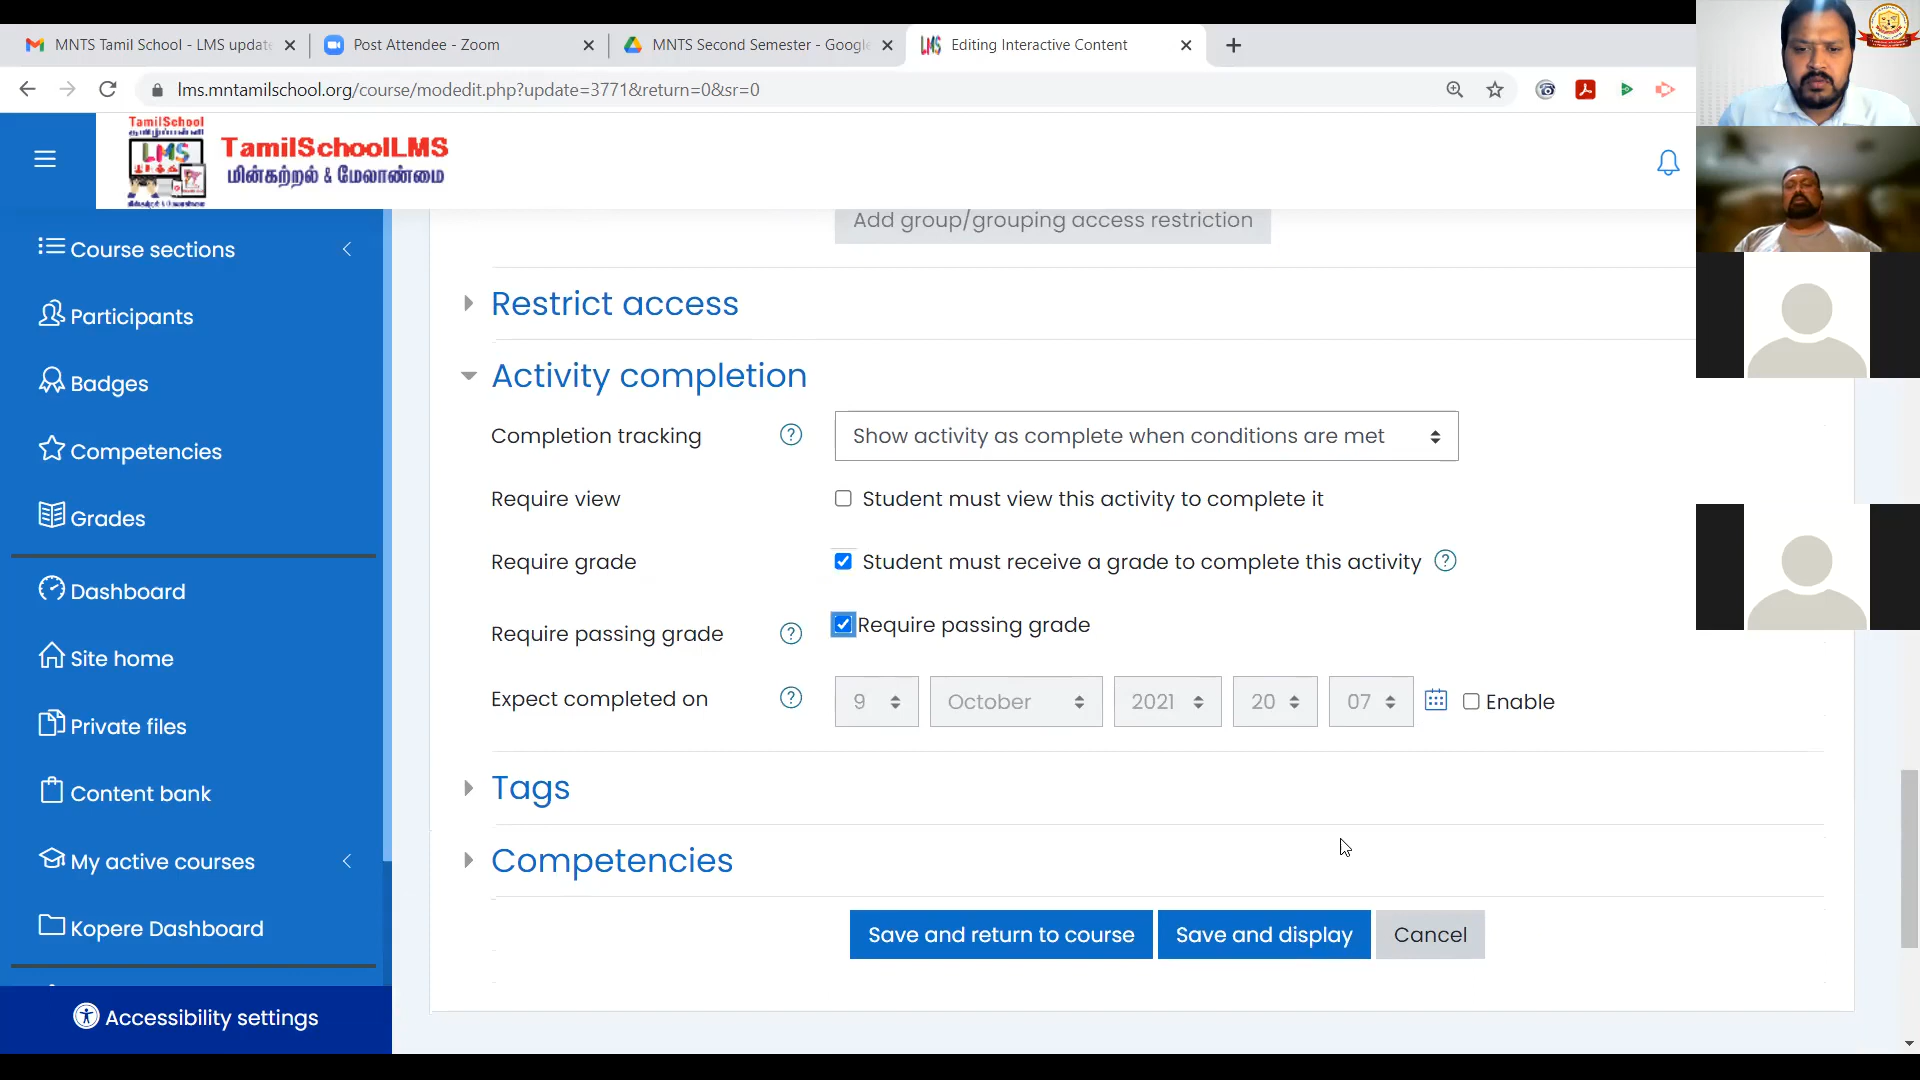 MNTS Tamil School - LMS updat
Post Attendee - Zoom
MNTS Second Semester - Google
Editing Interactive Content
lms.mntamilschool.org/course/modedit.php?update=3771&return=0&sr=0
TamilSchool
LMS
TamilSchoolLMS
மின்கற்றல் & மேலாண்மை
Course sections
Participants
Badges
Competencies
Grades
Dashboard
Site home
Private files
Content bank
My active courses
Kopere Dashboard
Accessibility settings
Add group/grouping access restriction
Restrict access
Activity completion
Completion tracking
Show activity as complete when conditions are met
Require view
Student must view this activity to complete it
Require grade
Student must receive a grade to complete this activity
Require passing grade
Require passing grade
Expect completed on
9 October 2021 20 07 Enable
Tags
Competencies
Save and return to course
Save and display
Cancel